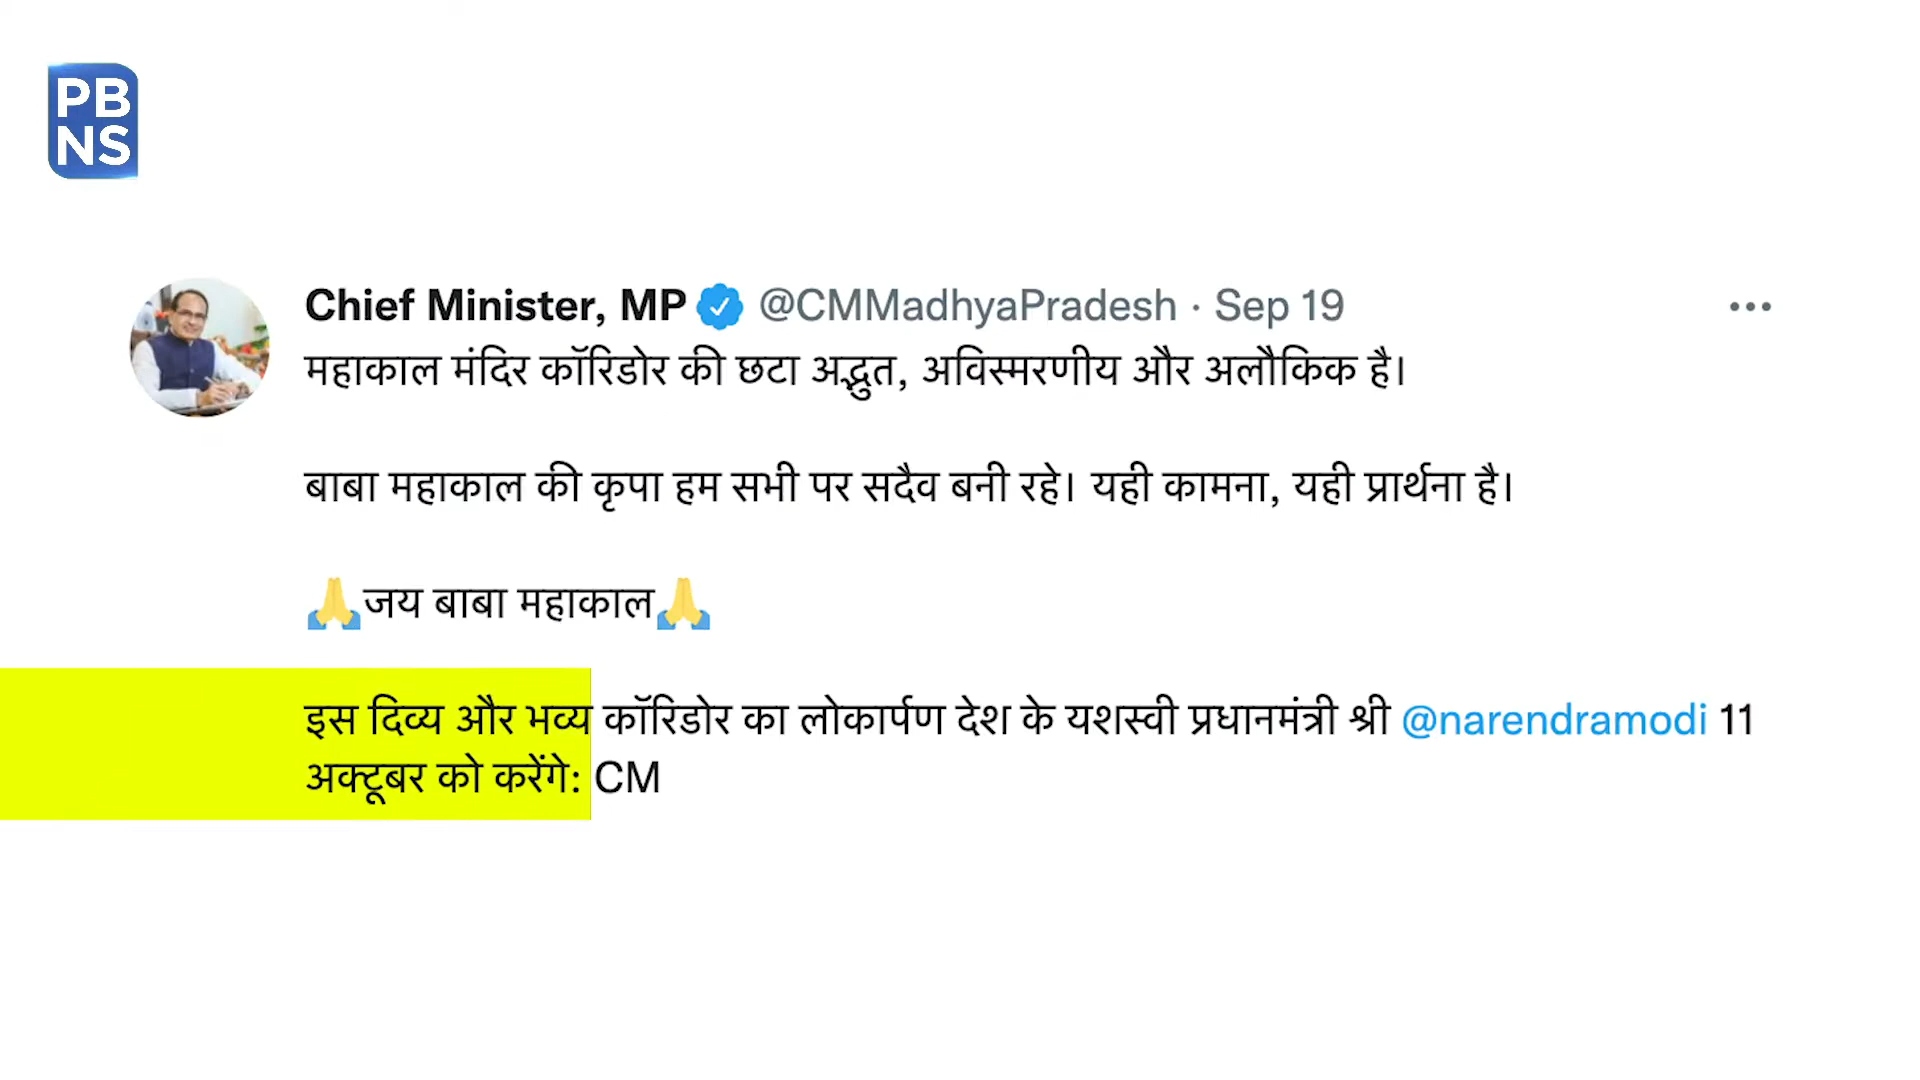 PB
NS
Chief Minister, MP @CMMadhyaPradesh · Sep 19
महाकाल मंदिर कॉरिडोर की छटा अद्भुत, अविस्मरणीय और अलौकिक है।
बाबा महाकाल की कृपा हम सभी पर सदैव बनी रहे। यही कामना, यही प्रार्थना है।
🙏जय बाबा महाकाल🙏
इस दिव्य और भव्य कॉरिडोर का लोकार्पण देश के यशस्वी प्रधानमंत्री श्री @narendramodi 11
अक्टूबर को करेंगे: CM